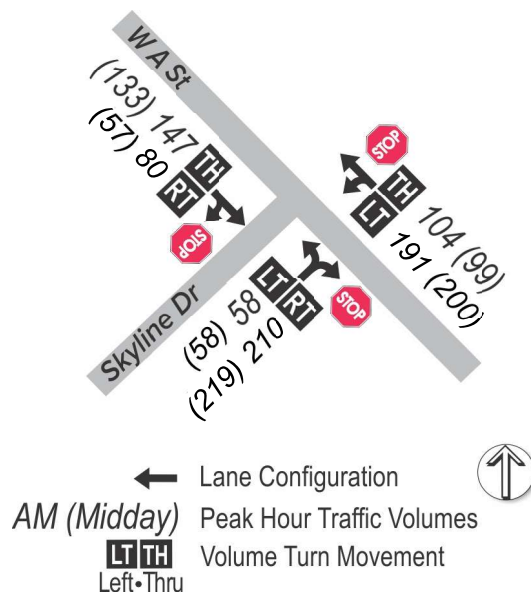 W A St
(133) 147 TH
(57) 80 RT
STOP
STOP
TH 104 (99)
LT 191 (200)
Skyline Dr
LT RT
STOP
(58) 58
(219) 210
Lane Configuration
AM (Midday) Peak Hour Traffic Volumes
LT TH Volume Turn Movement
Left•Thru